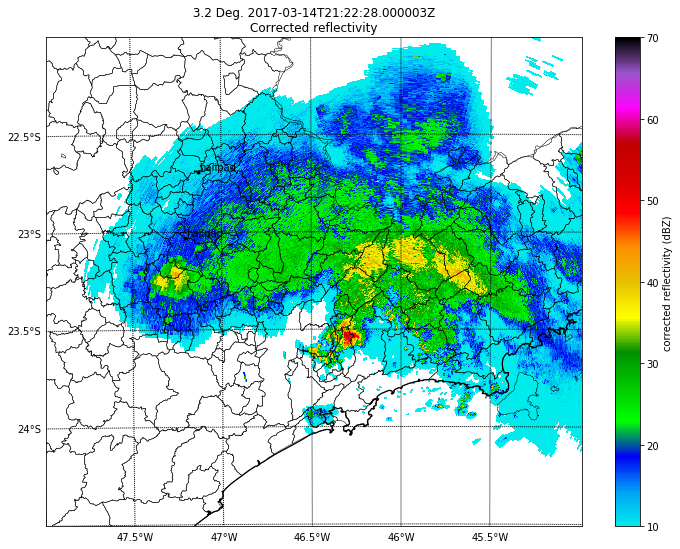 3.2 Deg. 2017-03-14T21:22:28.000003Z
Corrected reflectivity
70
60
50
40
30
20
10
corrected reflectivity (dBZ)
22.5°S
23°S
23.5°S
24°S
47.5°W
47°W
46.5°W
46°W
45.5°W